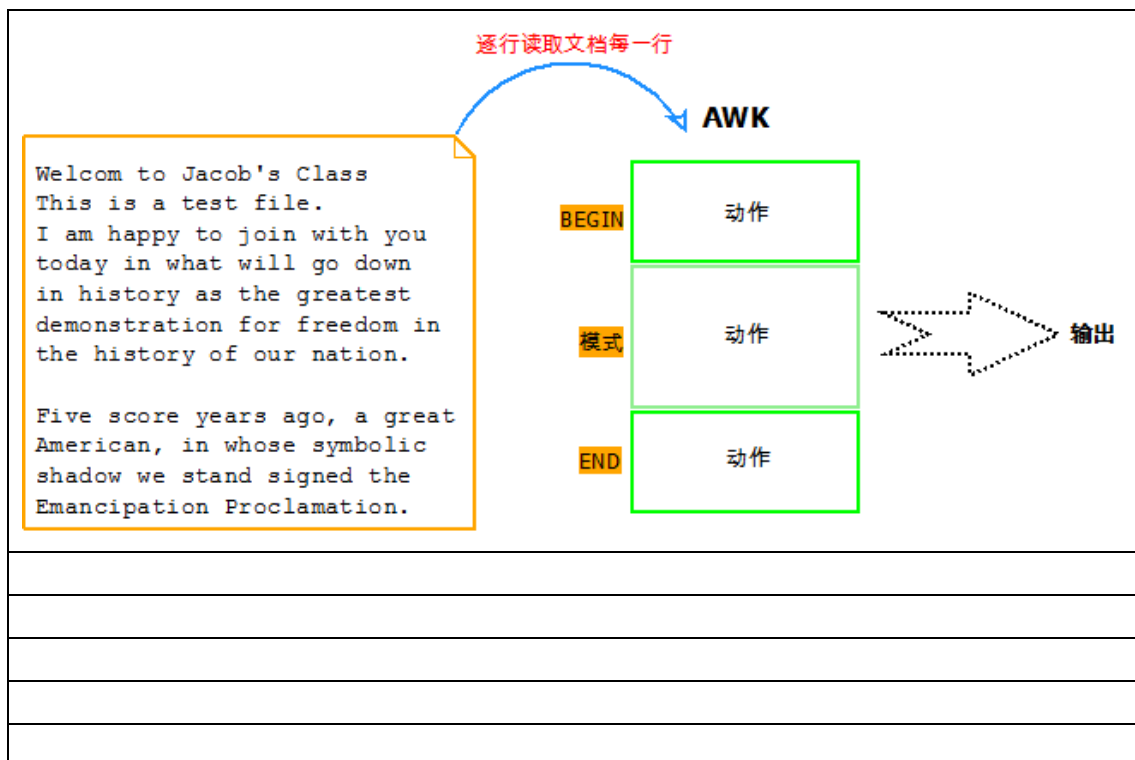 逐行读取文档每一行
AWK
Welcom to Jacob's Class
This is a test file.
I am happy to join with you
today in what will go down
in history as the greatest
demonstration for freedom in
the history of our nation.
Five score years ago, a great
American, in whose symbolic
shadow we stand signed the
Emancipation Proclamation.
BEGIN
动作
模式
动作
END
动作
输出